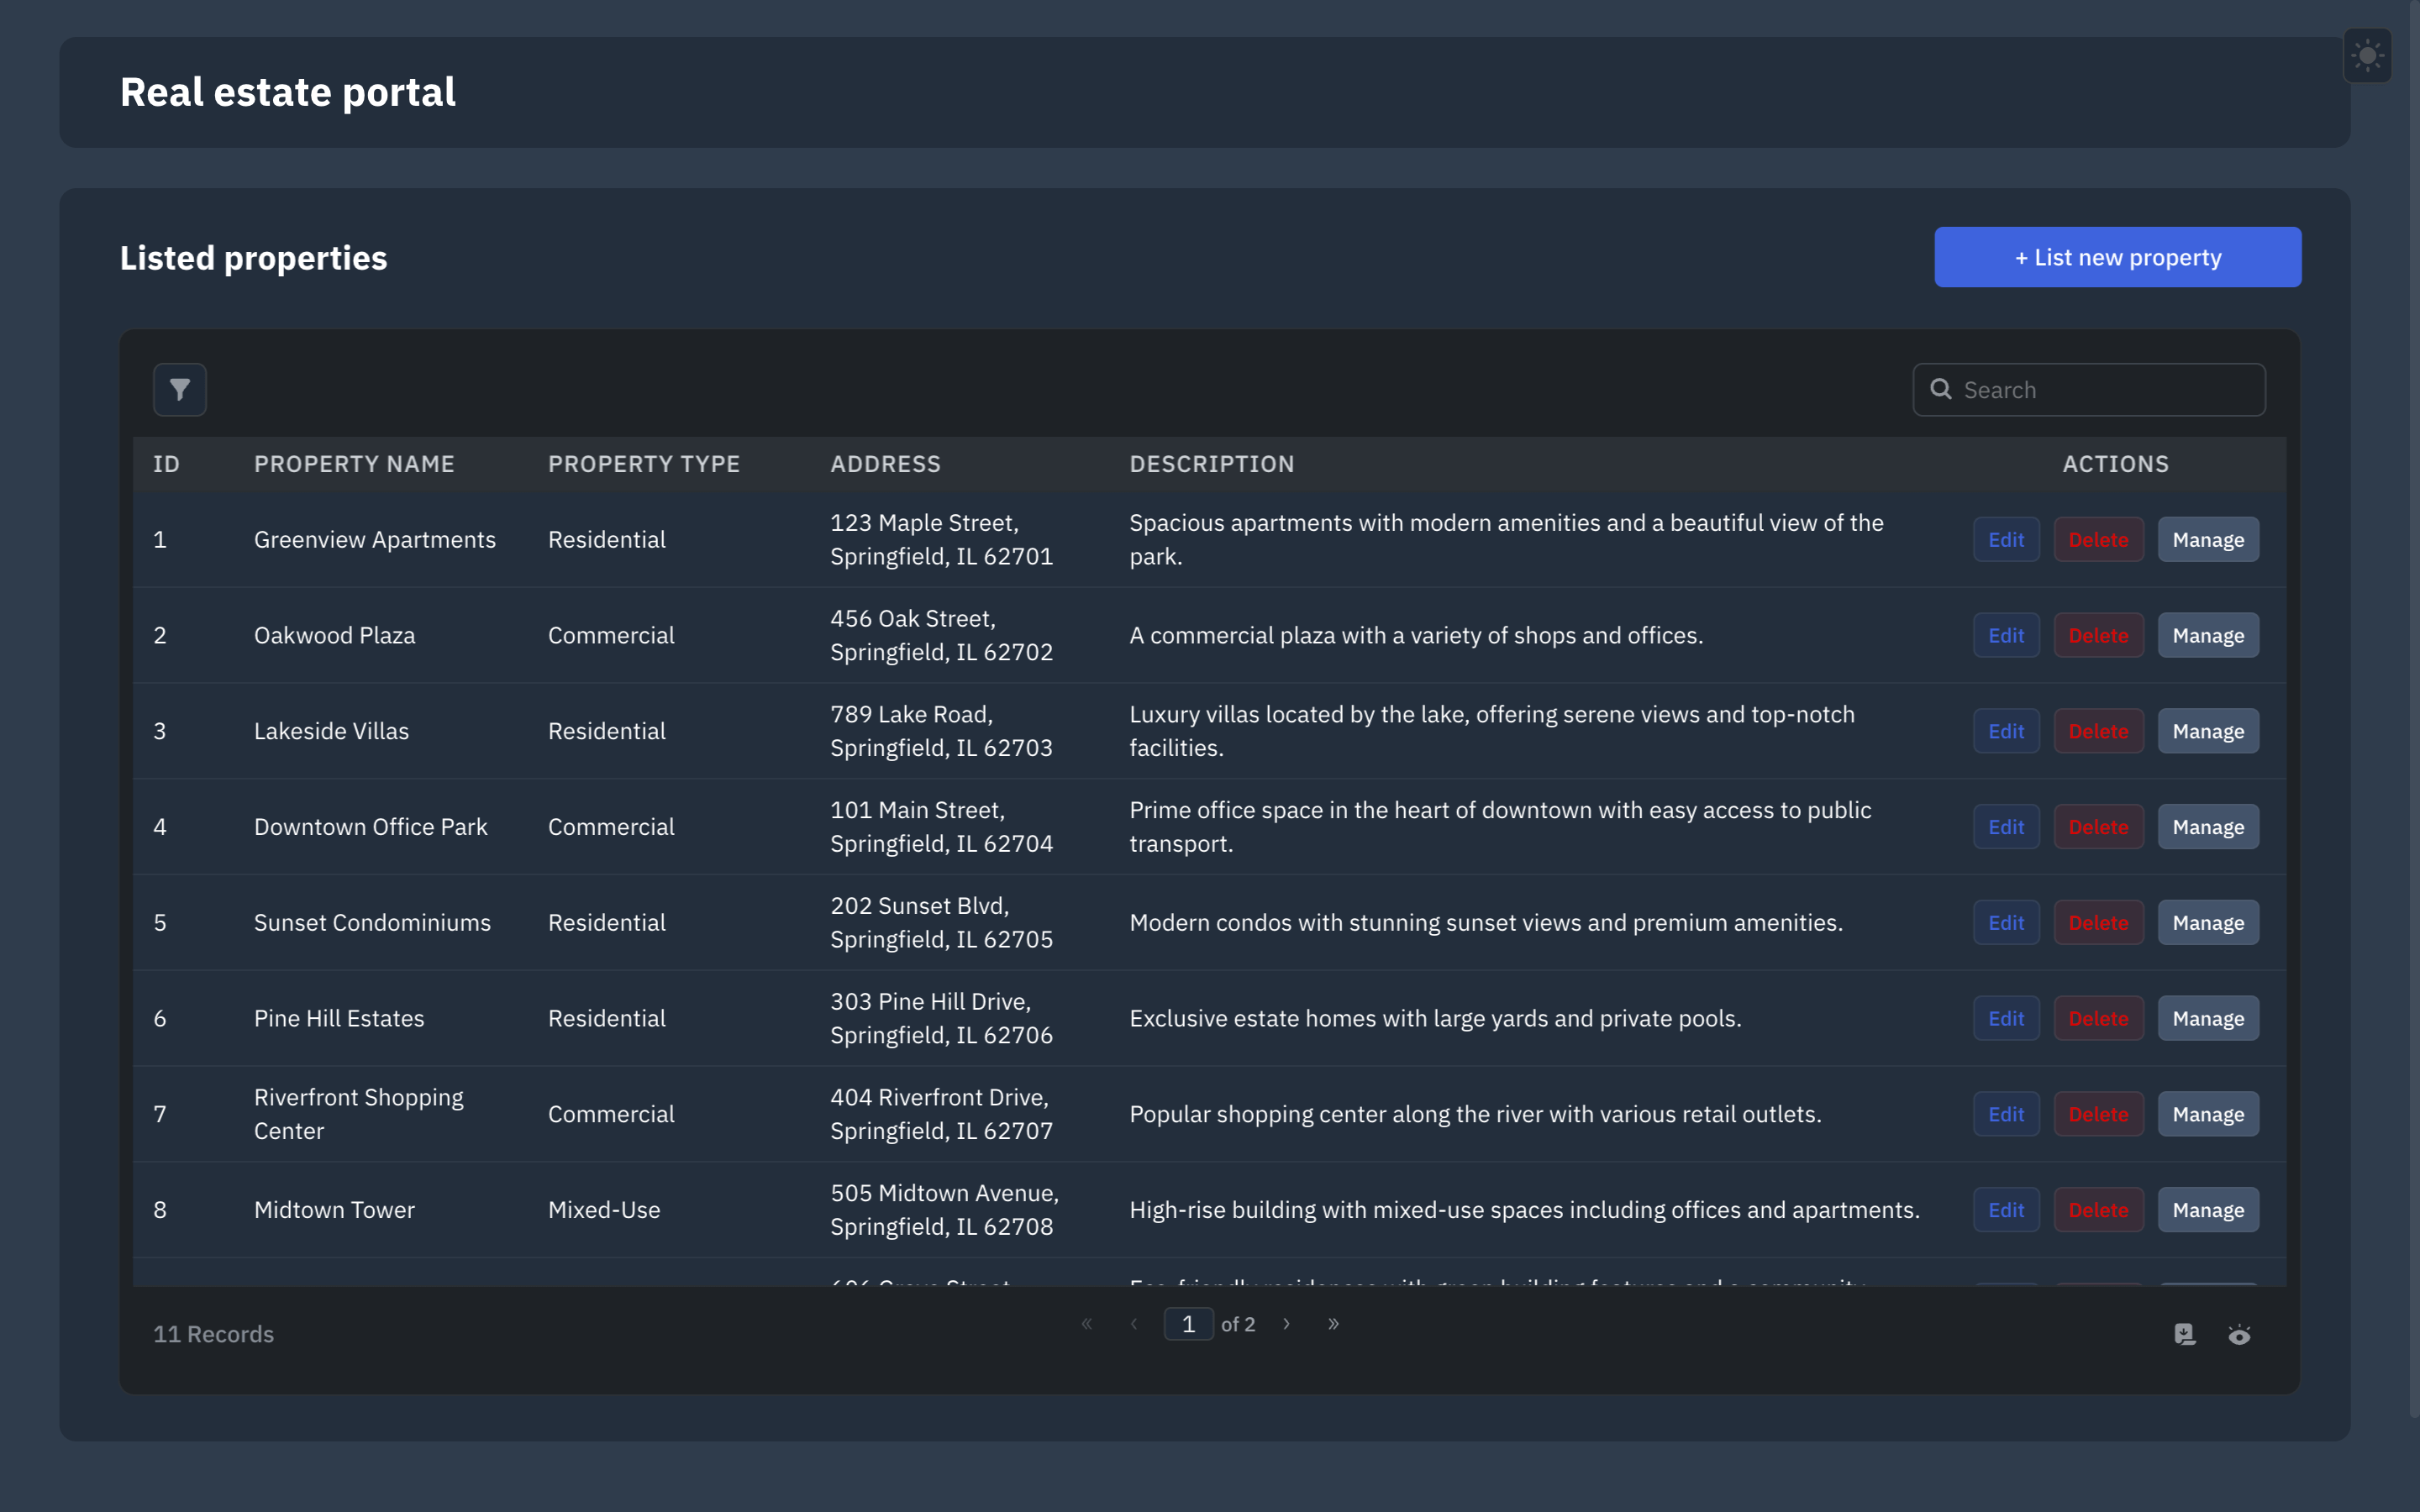 Real estate portal
Listed properties
+ List new property
Search
ID PROPERTY NAME PROPERTY TYPE ADDRESS DESCRIPTION ACTIONS
1 Greenview Apartments Residential 123 Maple Street, Springfield, IL 62701 Spacious apartments with modern amenities and a beautiful view of the park. Edit Delete Manage
2 Oakwood Plaza Commercial 456 Oak Street, Springfield, IL 62702 A commercial plaza with a variety of shops and offices. Edit Delete Manage
3 Lakeside Villas Residential 789 Lake Road, Springfield, IL 62703 Luxury villas located by the lake, offering serene views and top-notch facilities. Edit Delete Manage
4 Downtown Office Park Commercial 101 Main Street, Springfield, IL 62704 Prime office space in the heart of downtown with easy access to public transport. Edit Delete Manage
5 Sunset Condominiums Residential 202 Sunset Blvd, Springfield, IL 62705 Modern condos with stunning sunset views and premium amenities. Edit Delete Manage
6 Pine Hill Estates Residential 303 Pine Hill Drive, Springfield, IL 62706 Exclusive estate homes with large yards and private pools. Edit Delete Manage
7 Riverfront Shopping Center Commercial 404 Riverfront Drive, Springfield, IL 62707 Popular shopping center along the river with various retail outlets. Edit Delete Manage
8 Midtown Tower Mixed-Use 505 Midtown Avenue, Springfield, IL 62708 High-rise building with mixed-use spaces including offices and apartments. Edit Delete Manage
11 Records « ‹ 1 of 2 › »